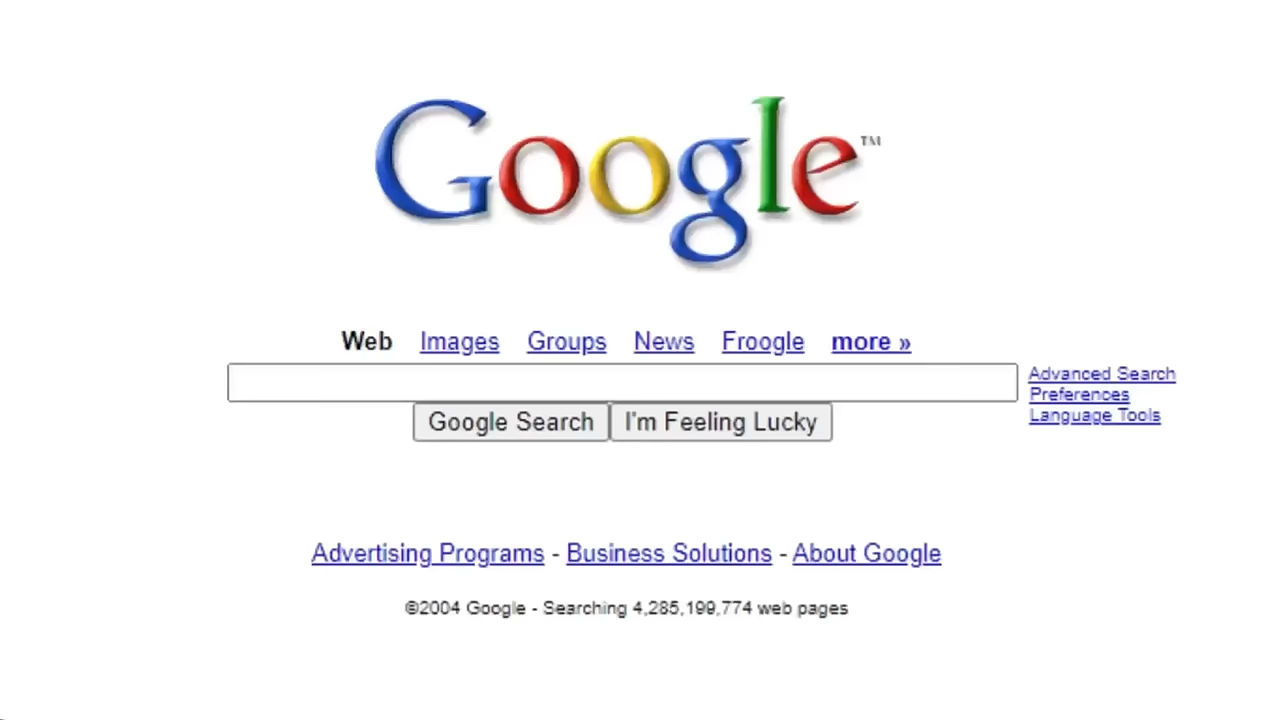 Google™
Web Images Groups News Froogle more »
Advanced Search
Preferences
Language Tools
Google Search I'm Feeling Lucky
Advertising Programs - Business Solutions - About Google
©2004 Google - Searching 4,285,199,774 web pages